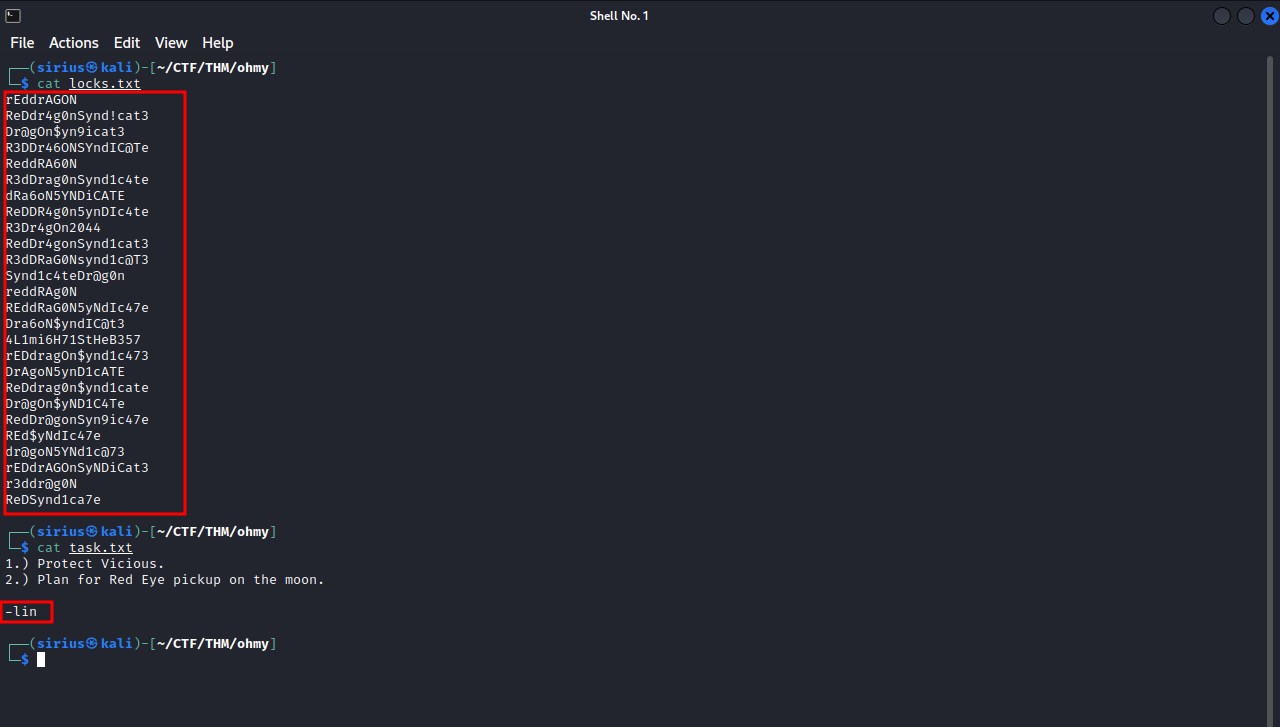 Shell No. 1
File Actions Edit View Help
┌──(sirius㉿kali)-[~/CTF/THM/ohmy]
└─$ cat locks.txt
rEddrAGON
ReDdr4g0nSynd!cat3
Dr@gOn$yn9icat3
R3DDr46ONSYndIC@Te
ReddRA60N
R3dDrag0nSynd1c4te
dRa6oN5YNDiCATE
ReDDR4g0n5ynDIc4te
R3Dr4gOn2044
RedDr4gonSynd1cat3
R3dDRaG0Nsynd1c@T3
Synd1c4teDr@g0n
reddRAg0N
REddRaG0N5yNdIc47e
Dra6oN$yndIC@t3
4L1mi6H71StHeB357
rEDdragOn$ynd1c473
DrAgoN5ynD1cATE
ReDdrag0n$ynd1cate
Dr@gOn$yND1C4Te
RedDr@gonSyn9ic47e
REd$yNdIc47e
dr@goN5YNd1c@73
rEDdrAGOnSyNDiCat3
r3ddr@g0N
ReDSynd1ca7e
┌──(sirius㉿kali)-[~/CTF/THM/ohmy]
└─$ cat task.txt
1.) Protect Vicious.
2.) Plan for Red Eye pickup on the moon.
-lin
┌──(sirius㉿kali)-[~/CTF/THM/ohmy]
└─$